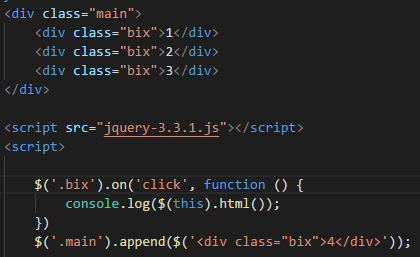 <div class="main">
    <div class="bix">1</div>
    <div class="bix">2</div>
    <div class="bix">3</div>
</div>
<script src="jquery-3.3.1.js"></script>
<script>
    $('.bix').on('click', function () {
        console.log($(this).html());
    })
    $('.main').append($('<div class="bix">4</div>'));